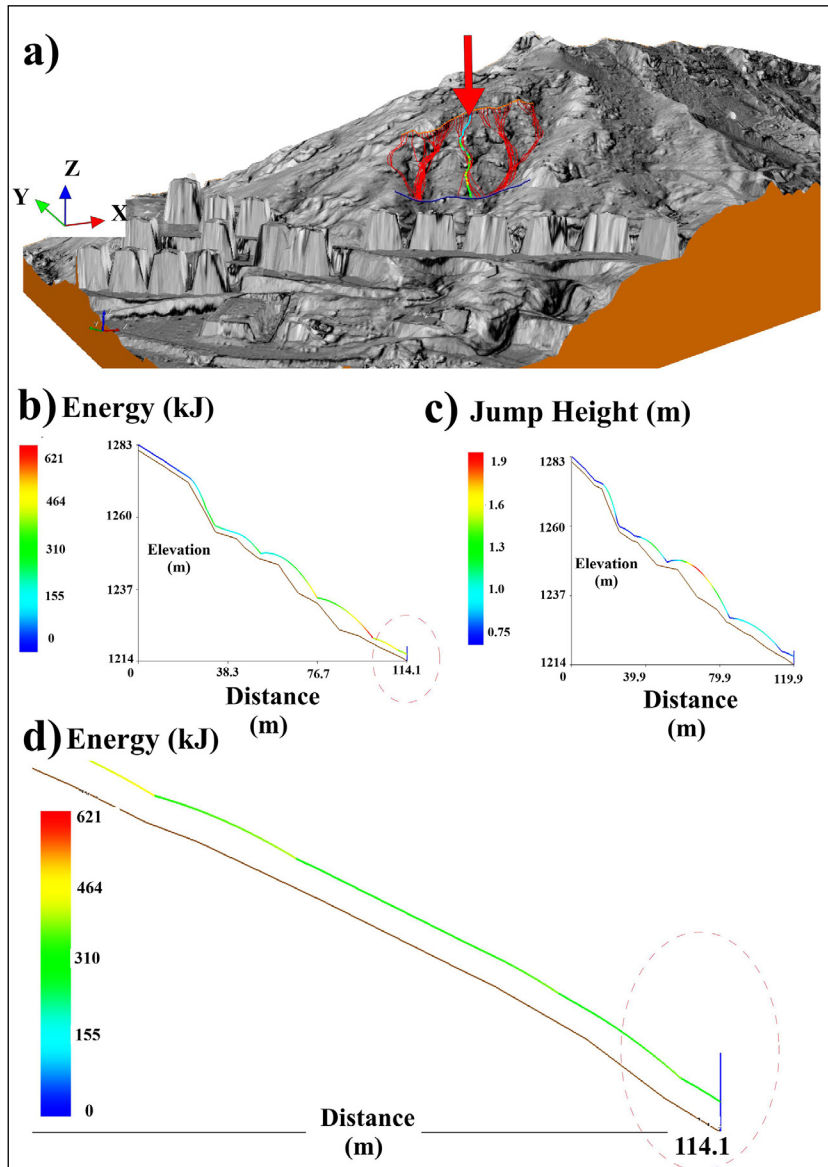 a)
Z
Y
X
b) Energy (kJ)
621
464
310
155
0
1283
1260
1237
1214
Elevation
(m)
0
38.3
76.7
114.1
Distance
(m)
c) Jump Height (m)
1.9
1.6
1.3
1.0
0.75
1283
1260
1237
1214
Elevation
(m)
0
39.9
79.9
119.9
Distance
(m)
d) Energy (kJ)
621
464
310
155
0
Distance
(m)
114.1